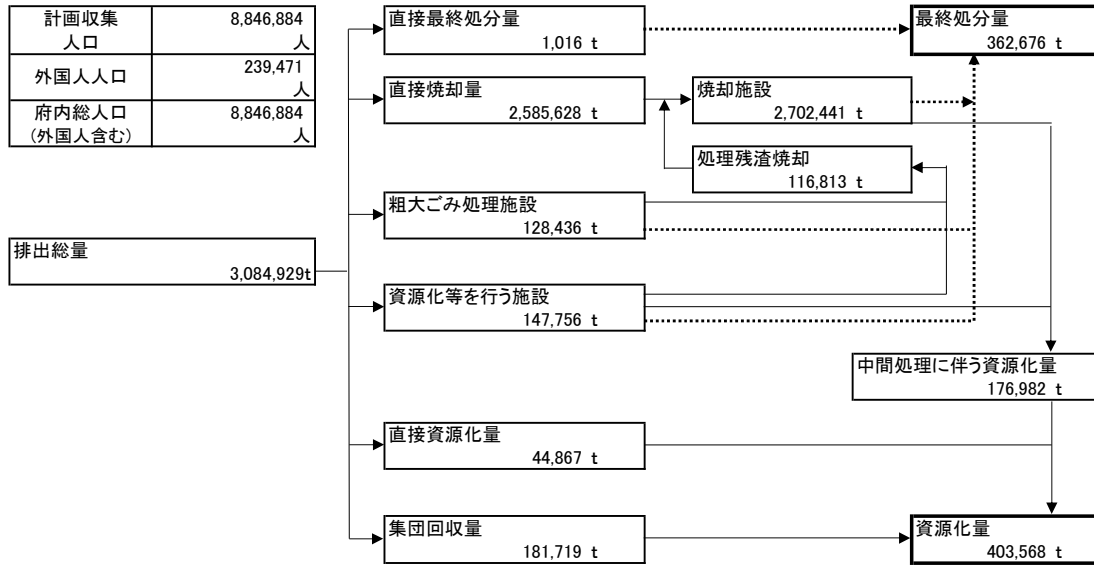 計画収集
人口
8,846,884
人
外国人人口
239,471
人
府内総人口
(外国人含む)
8,846,884
人
排出総量
3,084,929t
直接最終処分量
1,016 t
最終処分量
362,676 t
直接焼却量
2,585,628 t
焼却施設
2,702,441 t
処理残渣焼却
116,813 t
粗大ごみ処理施設
128,436 t
資源化等を行う施設
147,756 t
中間処理に伴う資源化量
176,982 t
直接資源化量
44,867 t
集団回収量
181,719 t
資源化量
403,568 t